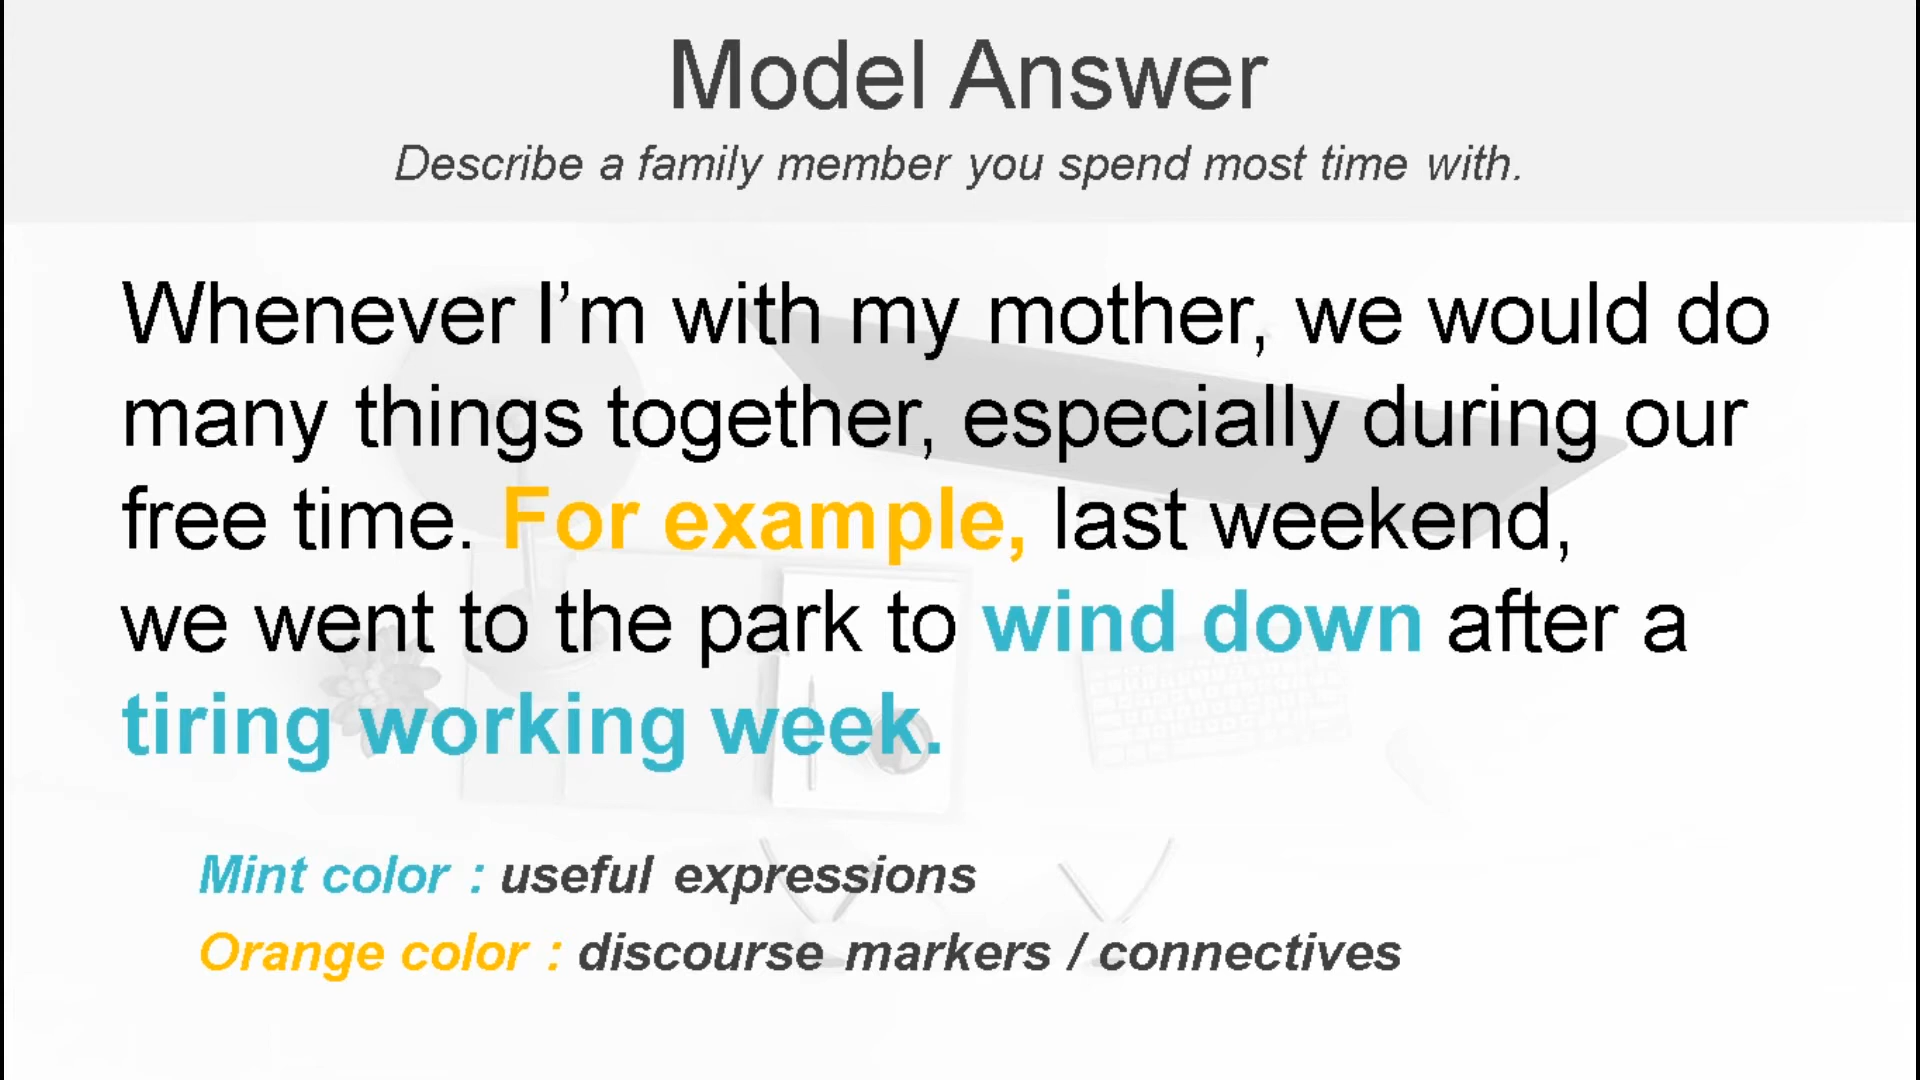 Model Answer
Describe a family member you spend most time with.
Whenever I’m with my mother, we would do
many things together, especially during our
free time. For example, last weekend,
we went to the park to wind down after a
tiring working week.
Mint color : useful expressions
Orange color : discourse markers / connectives